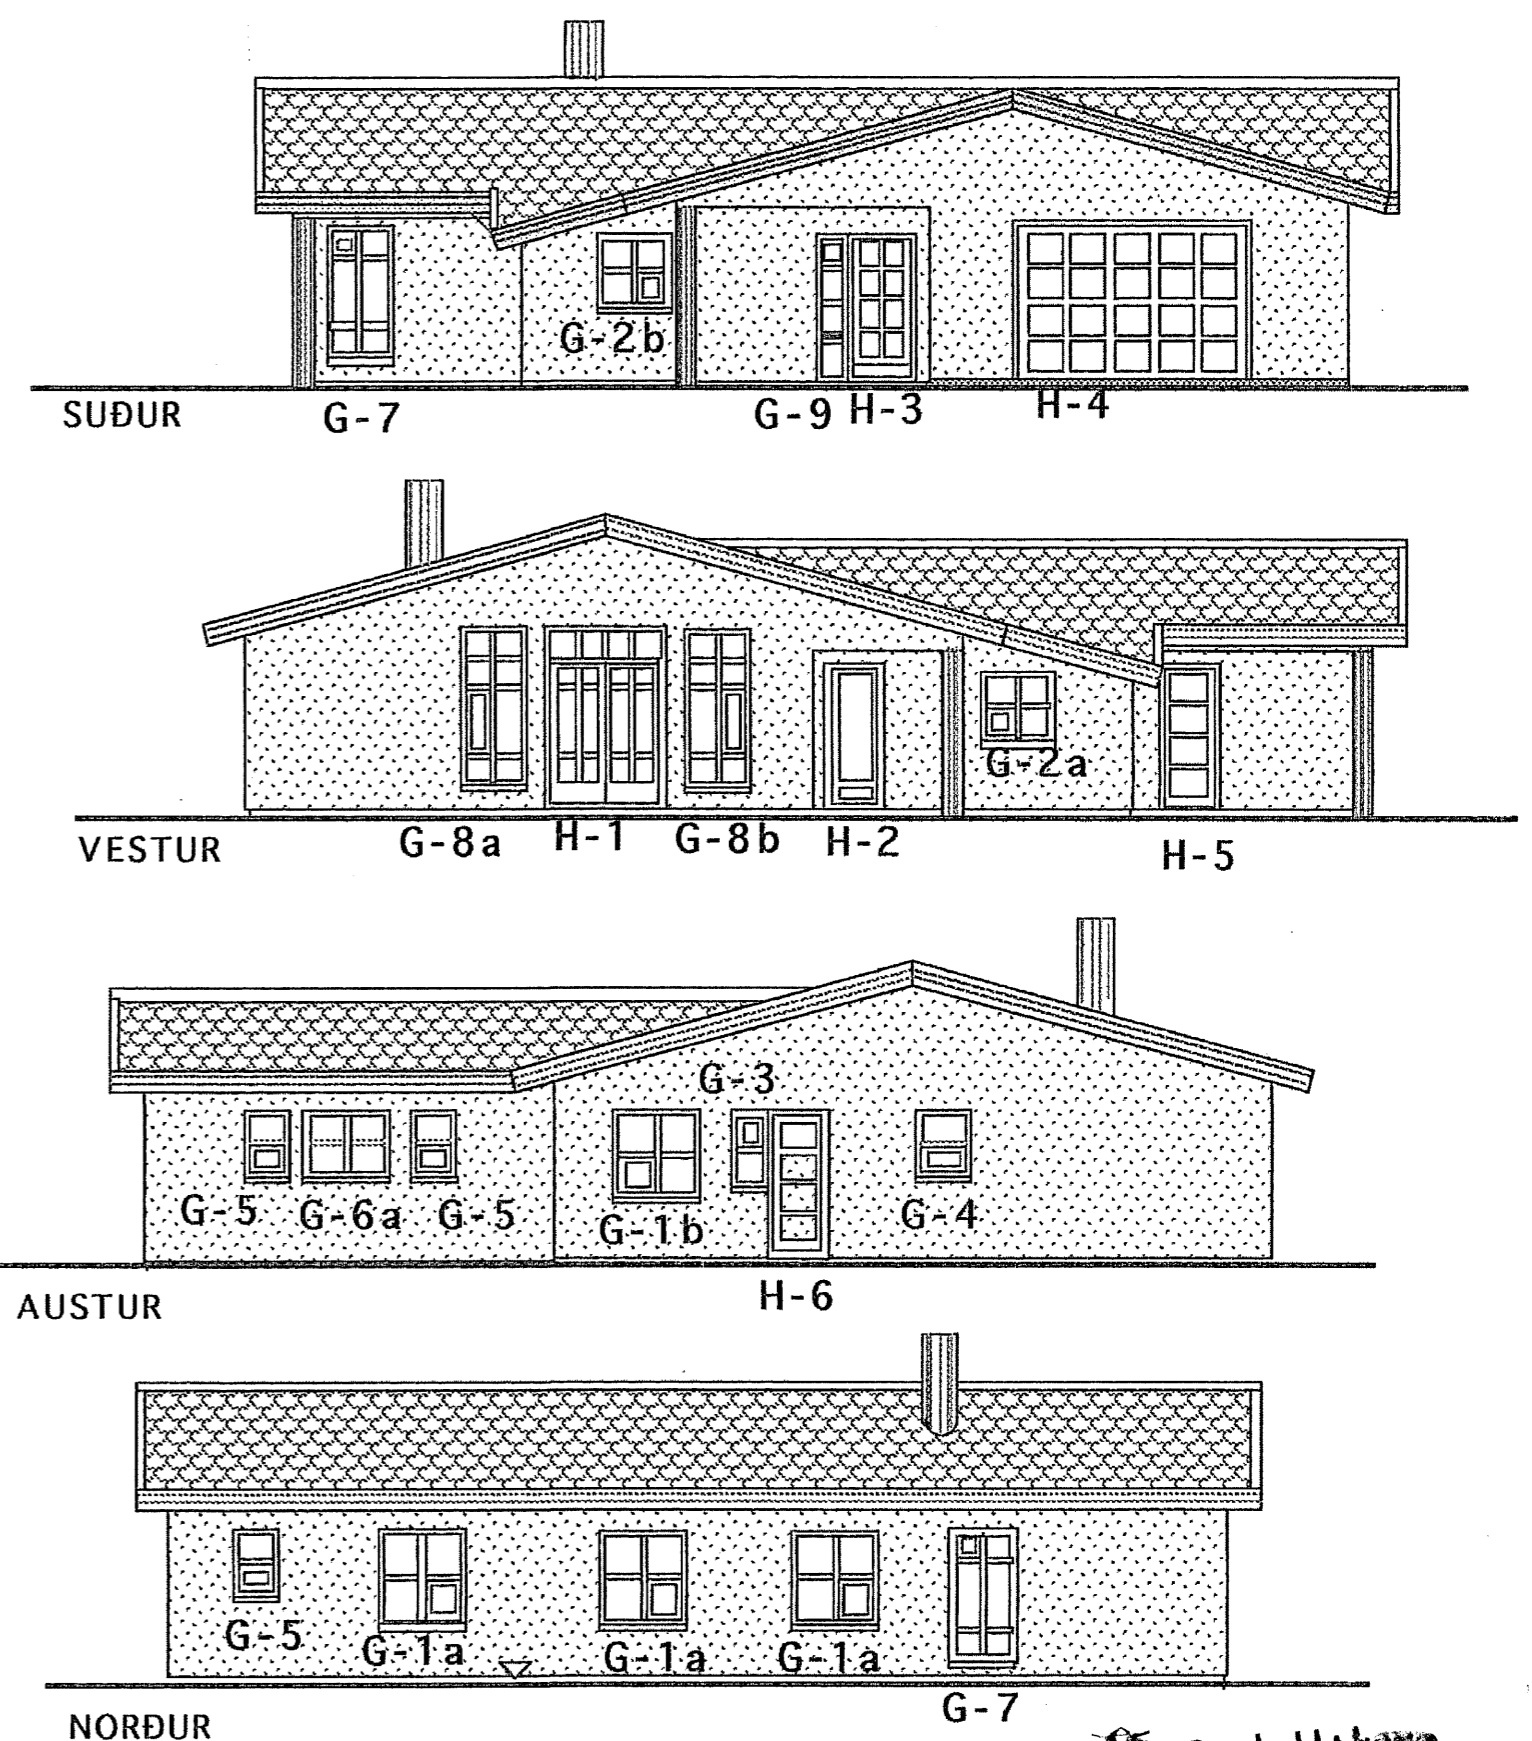 G-2b
SUÐUR G-7 G-9 H-3 H-4
G-2a
VESTUR G-8a H-1 G-8b H-2 H-5
G-3
G-5 G-6a G-5 G-1b G-4
AUSTUR H-6
G-5 G-1a G-1a G-1a
G-7
NORÐUR